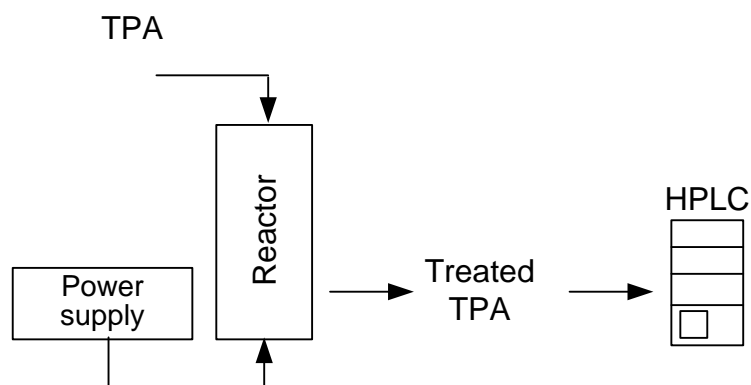 TPA
Reactor
HPLC
Power
supply
Treated
TPA